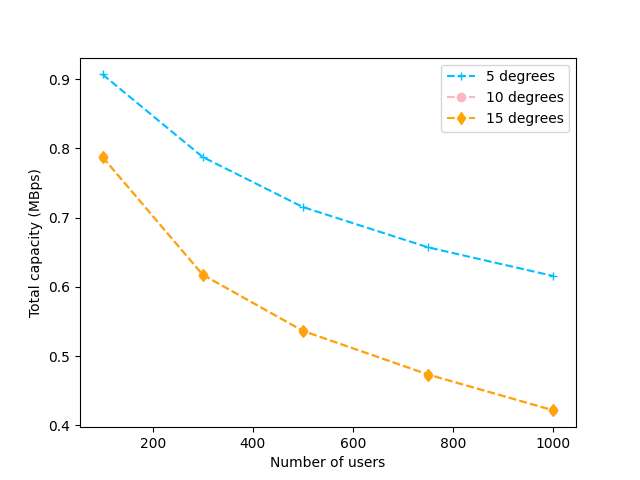 5 degrees
10 degrees
15 degrees
0.9
0.8
0.7
0.6
0.5
0.4
Total capacity (MBps)
200 400 600 800 1000
Number of users